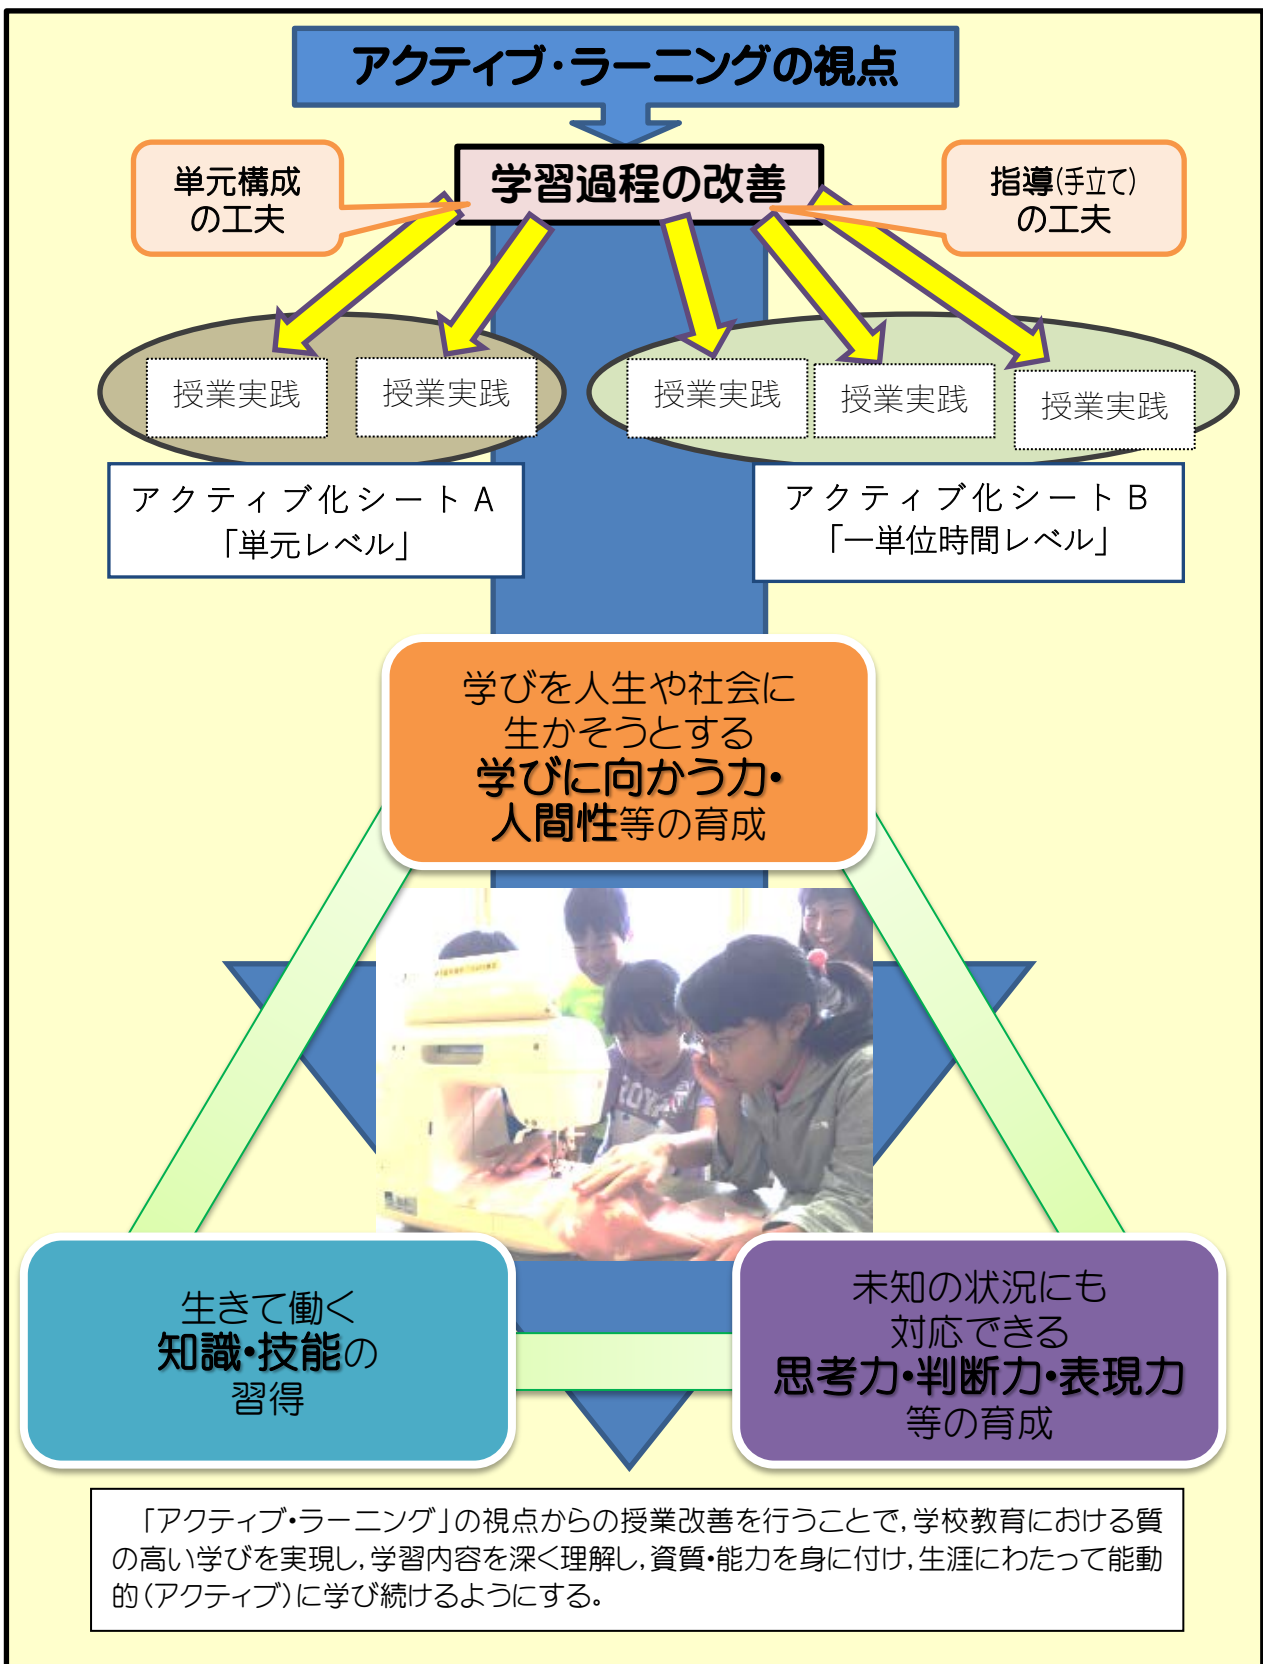 アクティブ・ラーニングの視点
学習過程の改善
単元構成
の工夫
指導(手立て)
の工夫
授業実践
授業実践
授業実践
授業実践
授業実践
アクティブ化シートA
「単元レベル」
アクティブ化シートB
「一単位時間レベル」
学びを人生や社会に
生かそうとする
学びに向かう力・
人間性等の育成
生きて働く
知識・技能の
習得
未知の状況にも
対応できる
思考力・判断力・表現力
等の育成
「アクティブ・ラーニング」の視点からの授業改善を行うことで,学校教育における質
の高い学びを実現し,学習内容を深く理解し,資質・能力を身に付け,生涯にわたって能動
的(アクティブ)に学び続けるようにする。